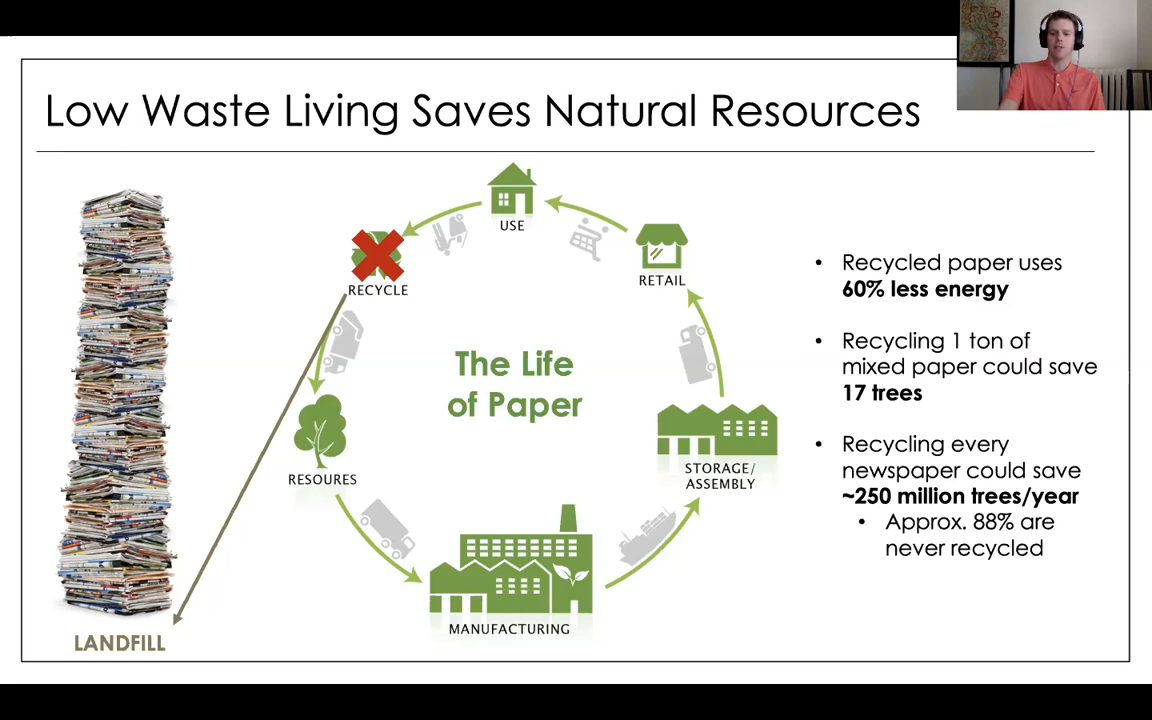 Low Waste Living Saves Natural Resources
USE
RETAIL
RECYCLE
The Life
of Paper
RESOURES
STORAGE/
ASSEMBLY
MANUFACTURING
LANDFILL
• Recycled paper uses
60% less energy
• Recycling 1 ton of
mixed paper could save
17 trees
• Recycling every
newspaper could save
~250 million trees/year
• Approx. 88% are
never recycled